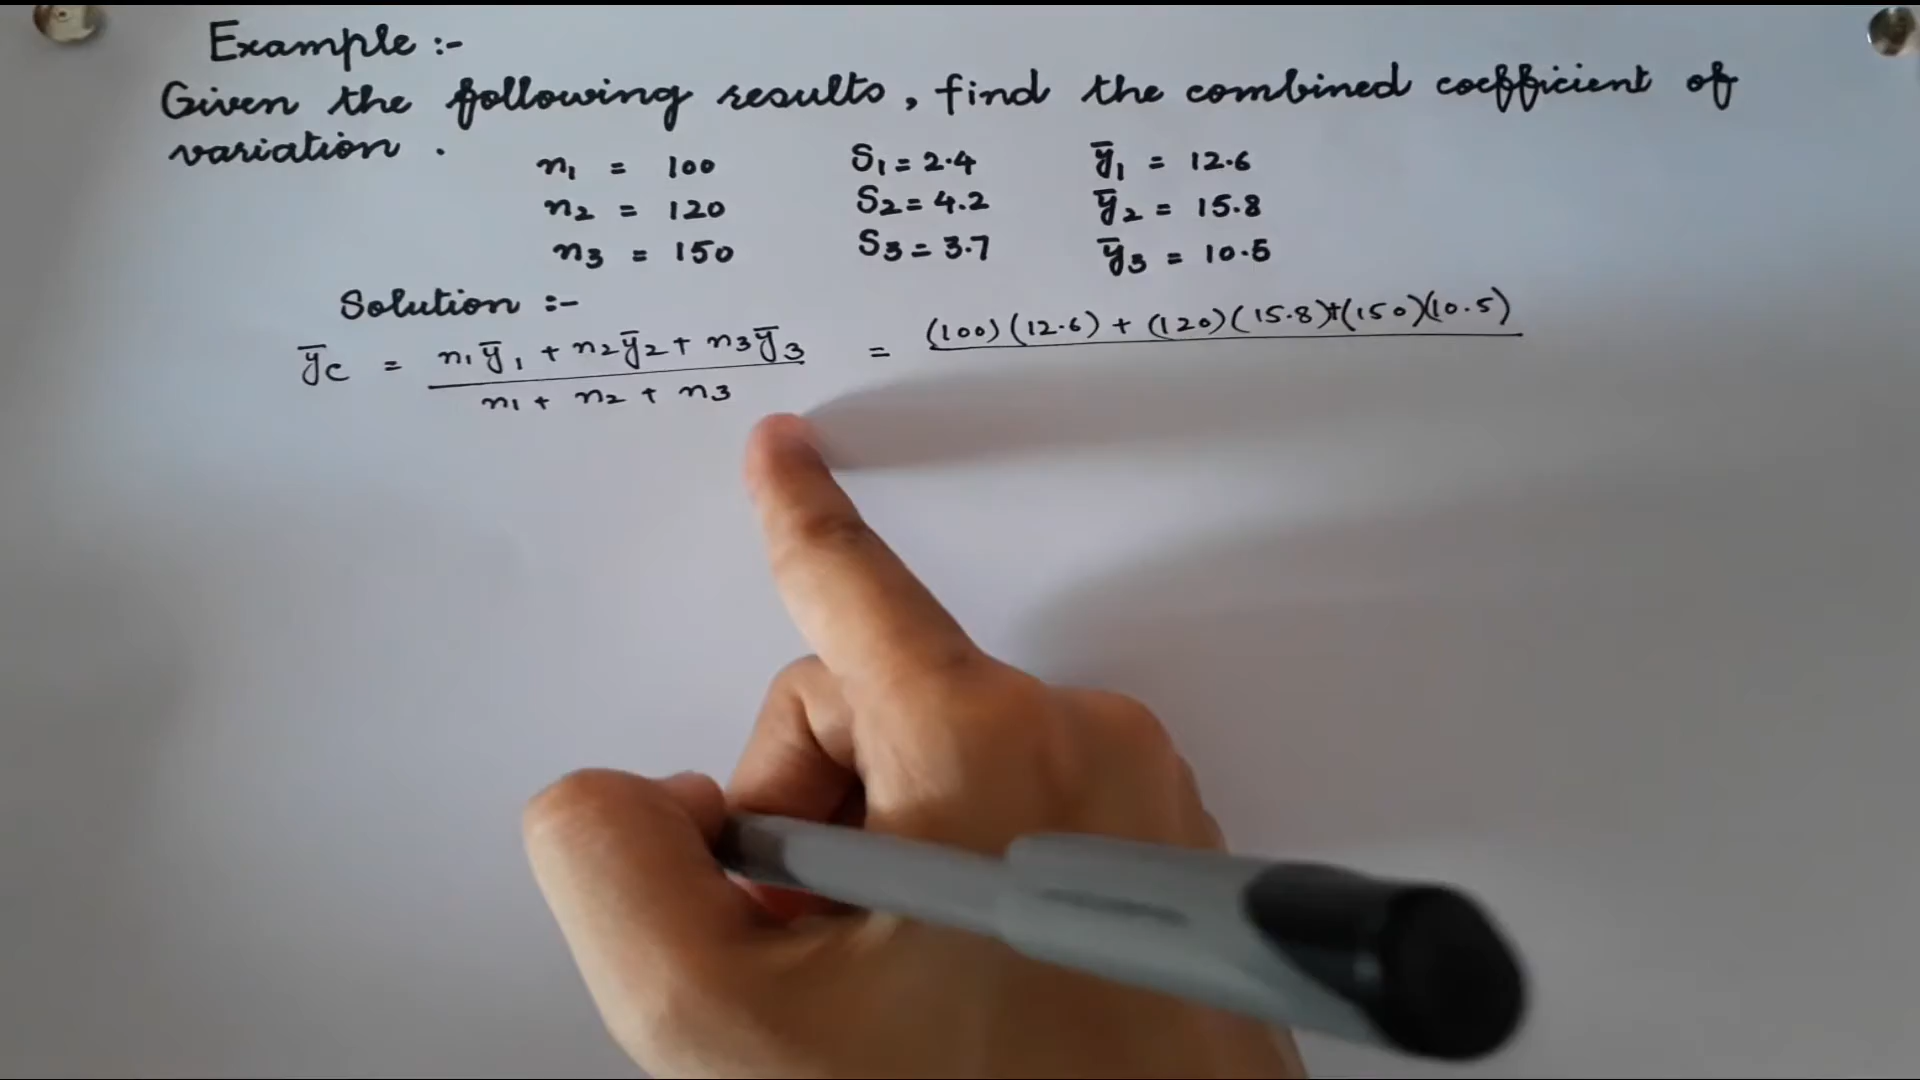 Example :-
Given the following results, find the combined coefficient of
variation.
n₁ = 100 S₁ = 2.4 ȳ₁ = 12.6
n₂ = 120 S₂ = 4.2 ȳ₂ = 15.8
n₃ = 150 S₃ = 3.7 ȳ₃ = 10.5
Solution :-
ȳc = n₁ȳ₁ + n₂ȳ₂ + n₃ȳ₃ / n₁ + n₂ + n₃ = (100)(12.6) + (120)(15.8)+(150)(10.5)